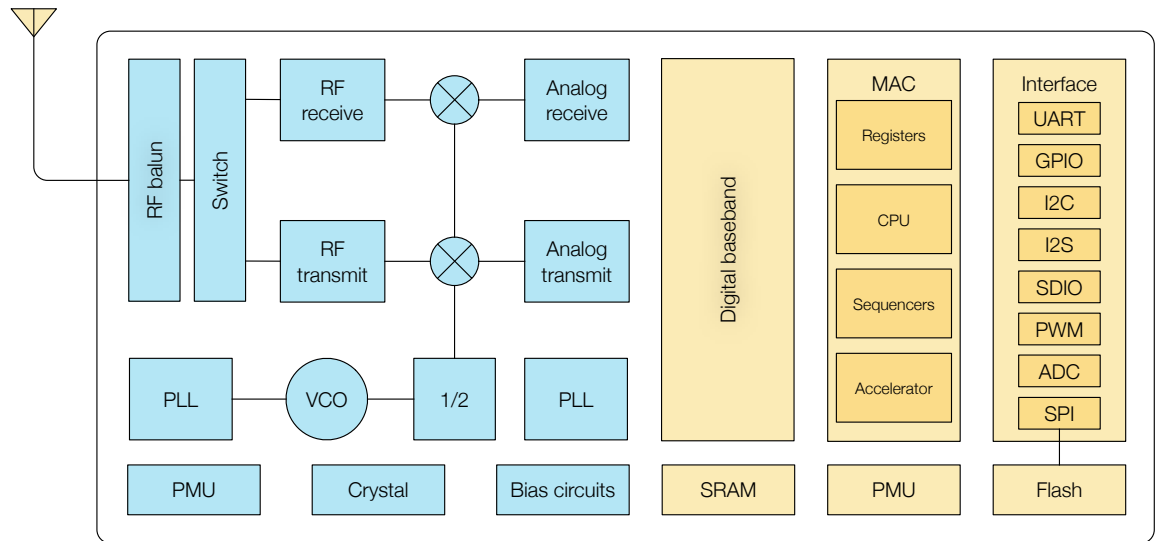 RF balun
Switch
RF
receive
Analog
receive
RF
transmit
Analog
transmit
PLL
VCO
1/2
PLL
PMU
Crystal
Bias circuits
Digital baseband
SRAM
MAC
Registers
CPU
Sequencers
Accelerator
PMU
Interface
UART
GPIO
I2C
I2S
SDIO
PWM
ADC
SPI
Flash